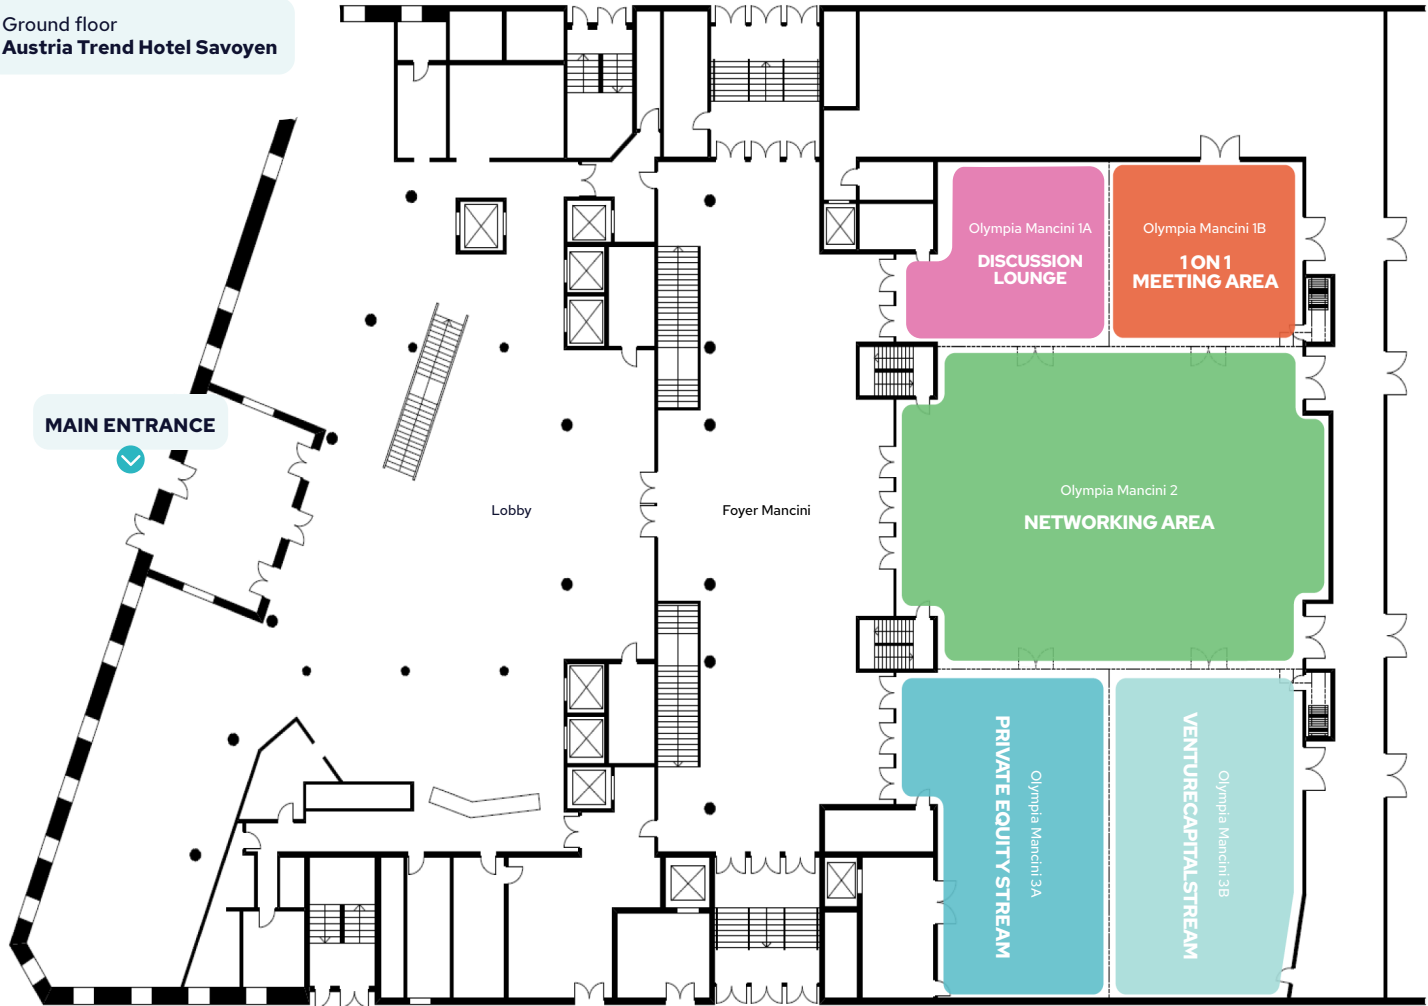 Ground floor
Austria Trend Hotel Savoyen
MAIN ENTRANCE
Lobby
Foyer Mancini
Olympia Mancini 1A
DISCUSSION
LOUNGE
Olympia Mancini 1B
1 ON 1
MEETING AREA
Olympia Mancini 2
NETWORKING AREA
Olympia Mancini 3A
PRIVATE EQUITY STREAM
Olympia Mancini 3B
VENTURECAPITALSTREAM